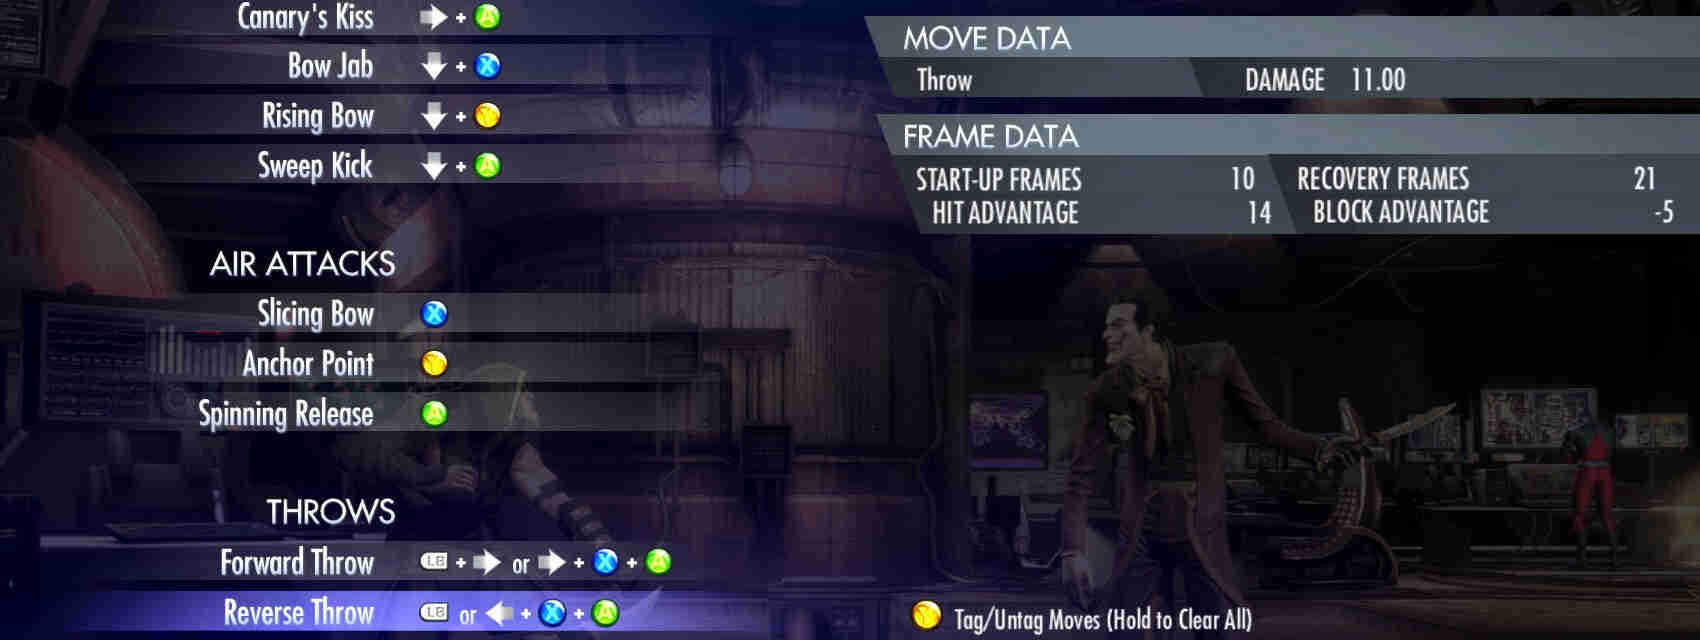 Canary's Kiss + A
Bow Jab + X
Rising Bow + Y
Sweep Kick + A
AIR ATTACKS
Slicing Bow X
Anchor Point Y
Spinning Release A
THROWS
Forward Throw LB + or + X + A
Reverse Throw LB or + X + A
MOVE DATA
Throw DAMAGE 11.00
FRAME DATA
START-UP FRAMES 10 RECOVERY FRAMES 21
HIT ADVANTAGE 14 BLOCK ADVANTAGE -5
Y Tag/Untag Moves (Hold to Clear All)